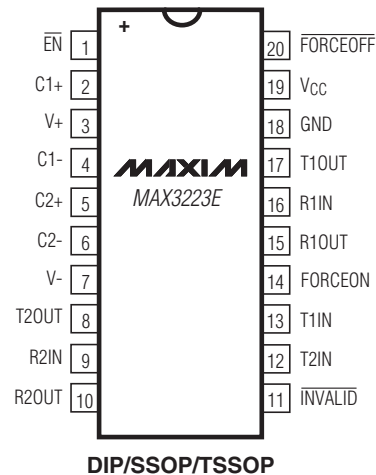 +
EN 1 20 FORCEOFF
C1+ 2 19 VCC
V+ 3 18 GND
C1- 4 MAXIM 17 T1OUT
C2+ 5 MAX3223E 16 R1IN
C2- 6 15 R1OUT
V- 7 14 FORCEON
T2OUT 8 13 T1IN
R2IN 9 12 T2IN
R2OUT 10 11 INVALID
DIP/SSOP/TSSOP